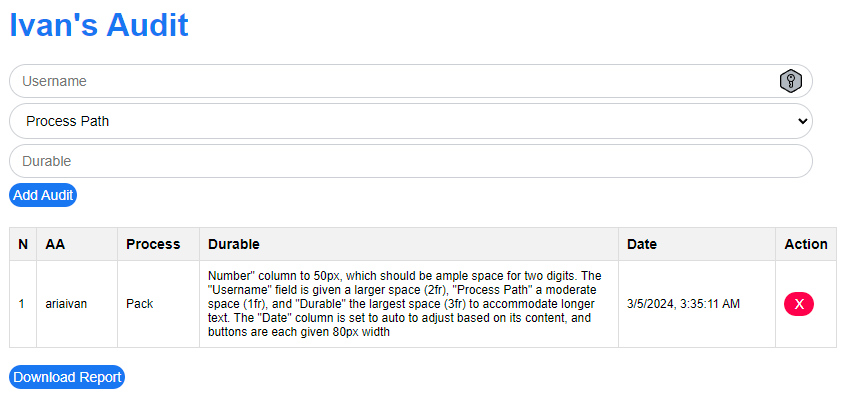 Ivan's Audit
Username
Process Path
Durable
Add Audit
N AA Process Durable Date Action
1 ariaivan Pack Number" column to 50px, which should be ample space for two digits. The
"Username" field is given a larger space (2fr), "Process Path" a moderate
space (1fr), and "Durable" the largest space (3fr) to accommodate longer
text. The "Date" column is set to auto to adjust based on its content, and
buttons are each given 80px width
3/5/2024, 3:35:11 AM
X
Download Report